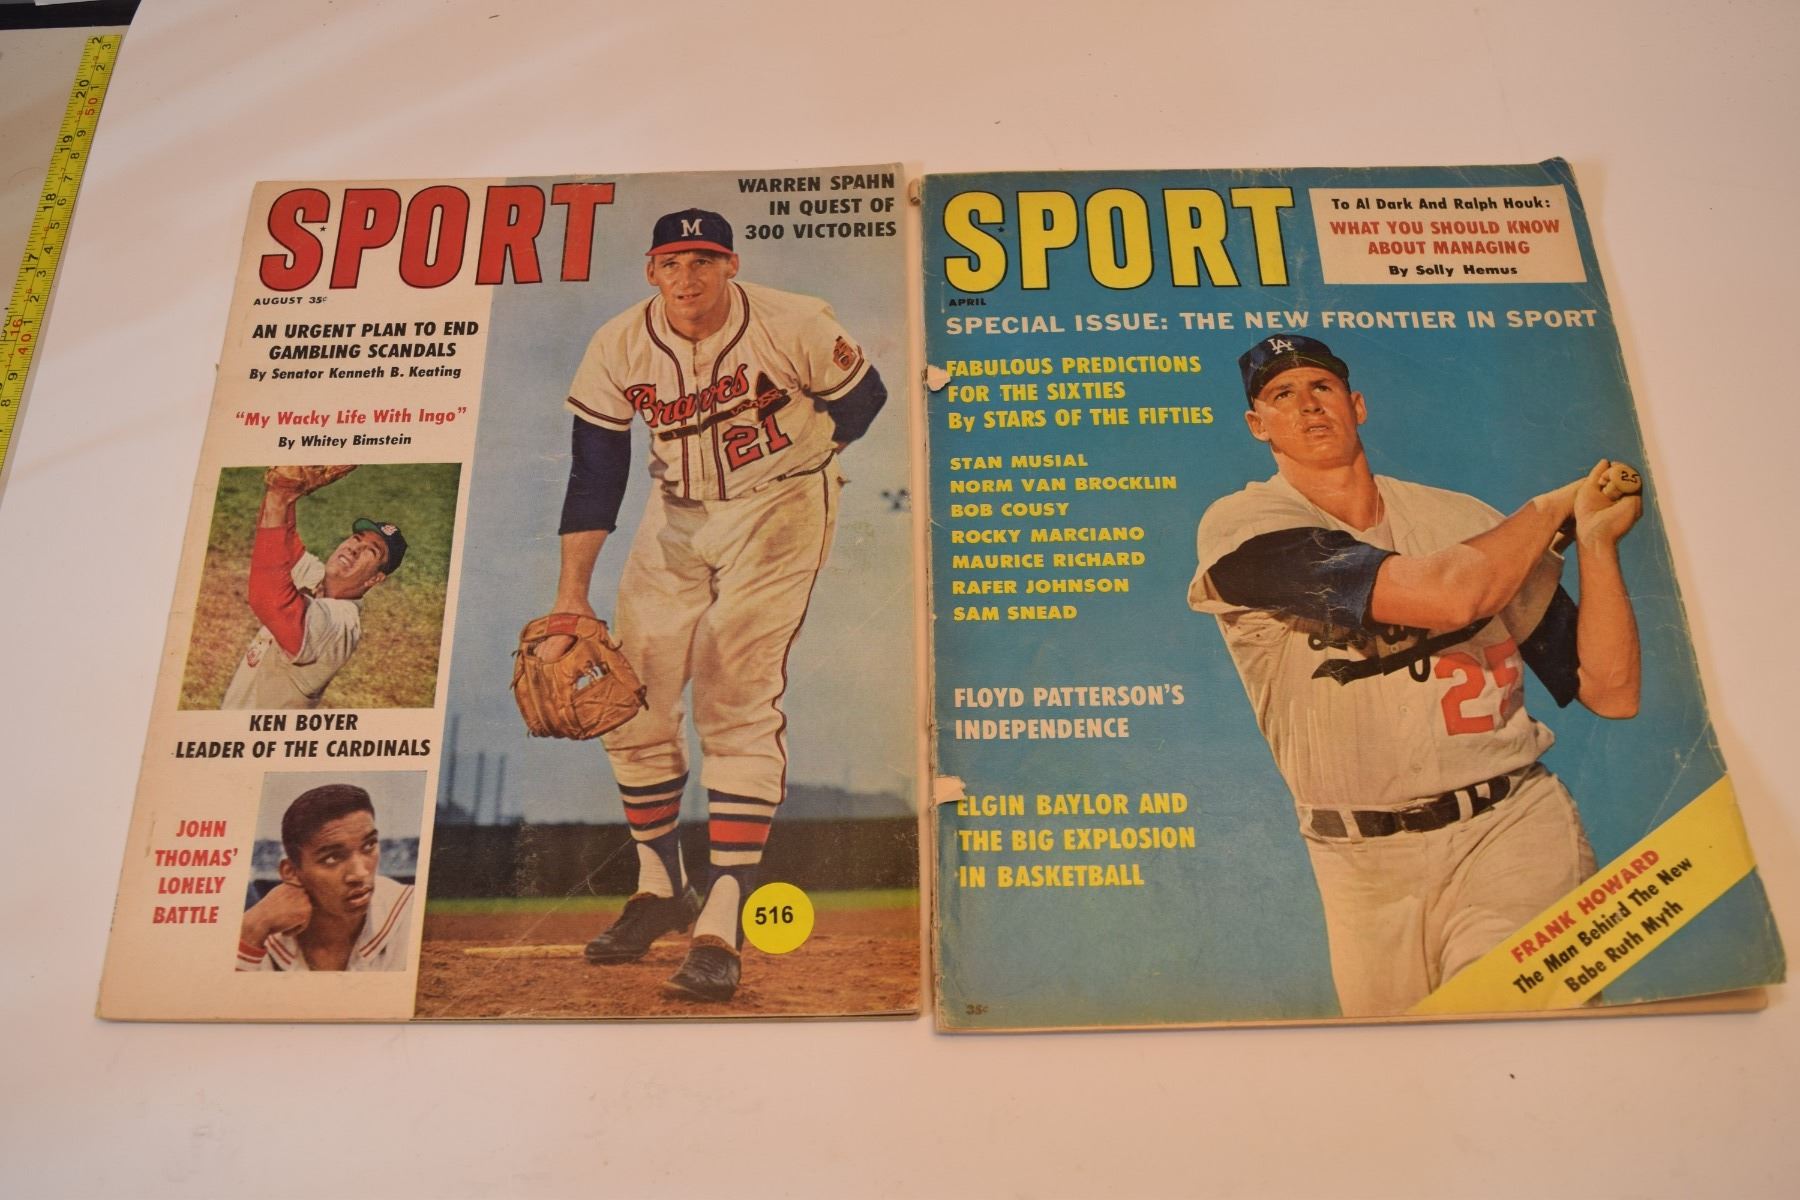 SPORT
AUGUST 35¢
WARREN SPAHN
IN QUEST OF
300 VICTORIES
AN URGENT PLAN TO END
GAMBLING SCANDALS
By Senator Kenneth B. Keating
"My Wacky Life With Ingo"
By Whitey Bimstein
KEN BOYER
LEADER OF THE CARDINALS
JOHN
THOMAS'
LONELY
BATTLE
M
Braves
21
516
SPORT
APRIL
To Al Dark And Ralph Houk:
WHAT YOU SHOULD KNOW
ABOUT MANAGING
By Solly Hemus
SPECIAL ISSUE: THE NEW FRONTIER IN SPORT
FABULOUS PREDICTIONS
FOR THE SIXTIES
By STARS OF THE FIFTIES
STAN MUSIAL
NORM VAN BROCKLIN
BOB COUSY
ROCKY MARCIANO
MAURICE RICHARD
RAFER JOHNSON
SAM SNEAD
FLOYD PATTERSON'S
INDEPENDENCE
ELGIN BAYLOR AND
THE BIG EXPLOSION
IN BASKETBALL
LA
25
25
FRANK HOWARD
The Man Behind The New
Babe Ruth Myth
35¢